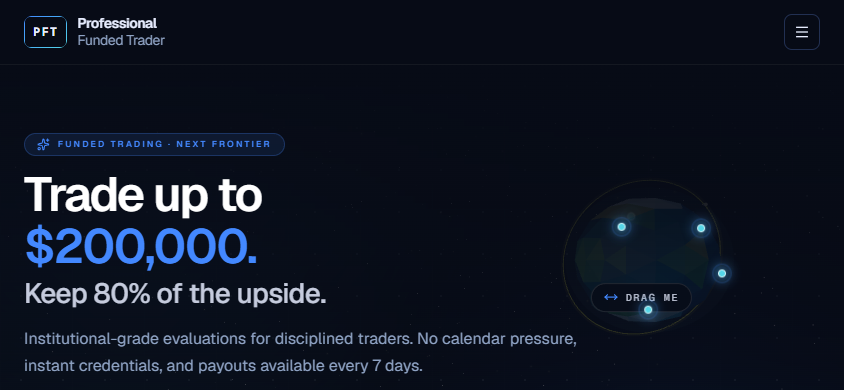 PFT
Professional
Funded Trader
FUNDED TRADING · NEXT FRONTIER
Trade up to
$200,000.
Keep 80% of the upside.
DRAG ME
Institutional-grade evaluations for disciplined traders. No calendar pressure,
instant credentials, and payouts available every 7 days.